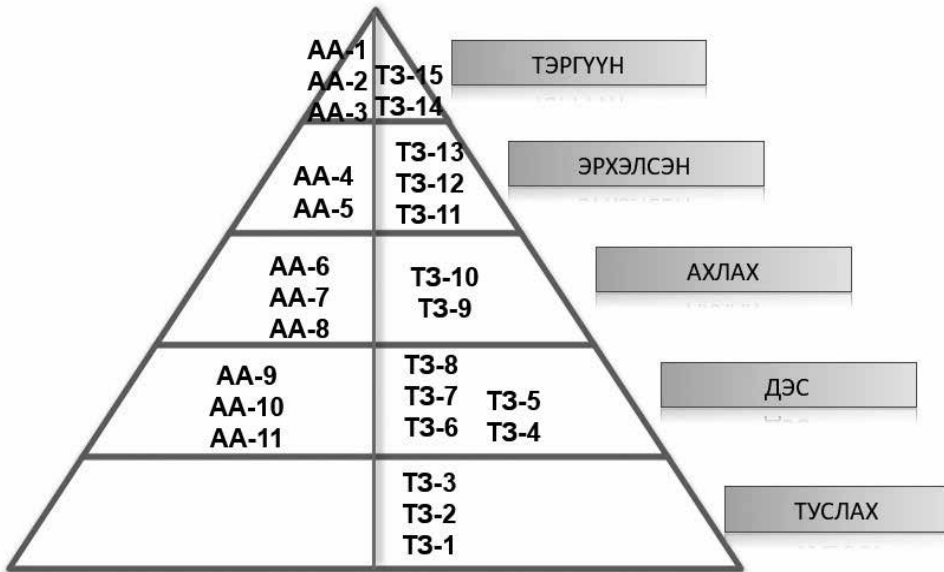 АА-1
АА-2
АА-3
ТЗ-15
ТЗ-14
ТЭРГҮҮН
АА-4
АА-5
ТЗ-13
ТЗ-12
ТЗ-11
ЭРХЭЛСЭН
АА-6
АА-7
АА-8
ТЗ-10
ТЗ-9
АХЛАХ
АА-9
АА-10
АА-11
ТЗ-8
ТЗ-7
ТЗ-6
ТЗ-5
ТЗ-4
ДЭС
ТЗ-3
ТЗ-2
ТЗ-1
ТУСЛАХ